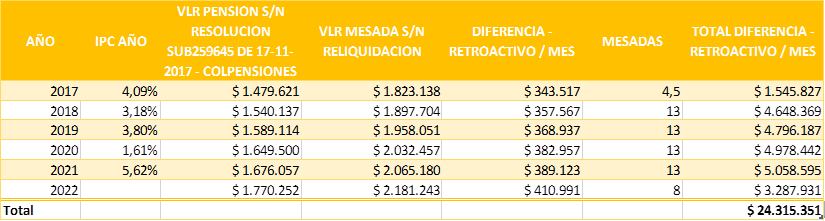 AÑO IPC AÑO VLR PENSION S/N RESOLUCION SUB259645 DE 17-11-2017 - COLPENSIONES VLR MESADA S/N RELIQUIDACION DIFERENCIA - RETROACTIVO / MES MESADAS TOTAL DIFERENCIA - RETROACTIVO / MES
2017 4,09% $ 1.479.621 $ 1.823.138 $ 343.517 4,5 $ 1.545.827
2018 3,18% $ 1.540.137 $ 1.897.704 $ 357.567 13 $ 4.648.369
2019 3,80% $ 1.589.114 $ 1.958.051 $ 368.937 13 $ 4.796.187
2020 1,61% $ 1.649.500 $ 2.032.457 $ 382.957 13 $ 4.978.442
2021 5,62% $ 1.676.057 $ 2.065.180 $ 389.123 13 $ 5.058.595
2022 $ 1.770.252 $ 2.181.243 $ 410.991 8 $ 3.287.931
Total $ 24.315.351